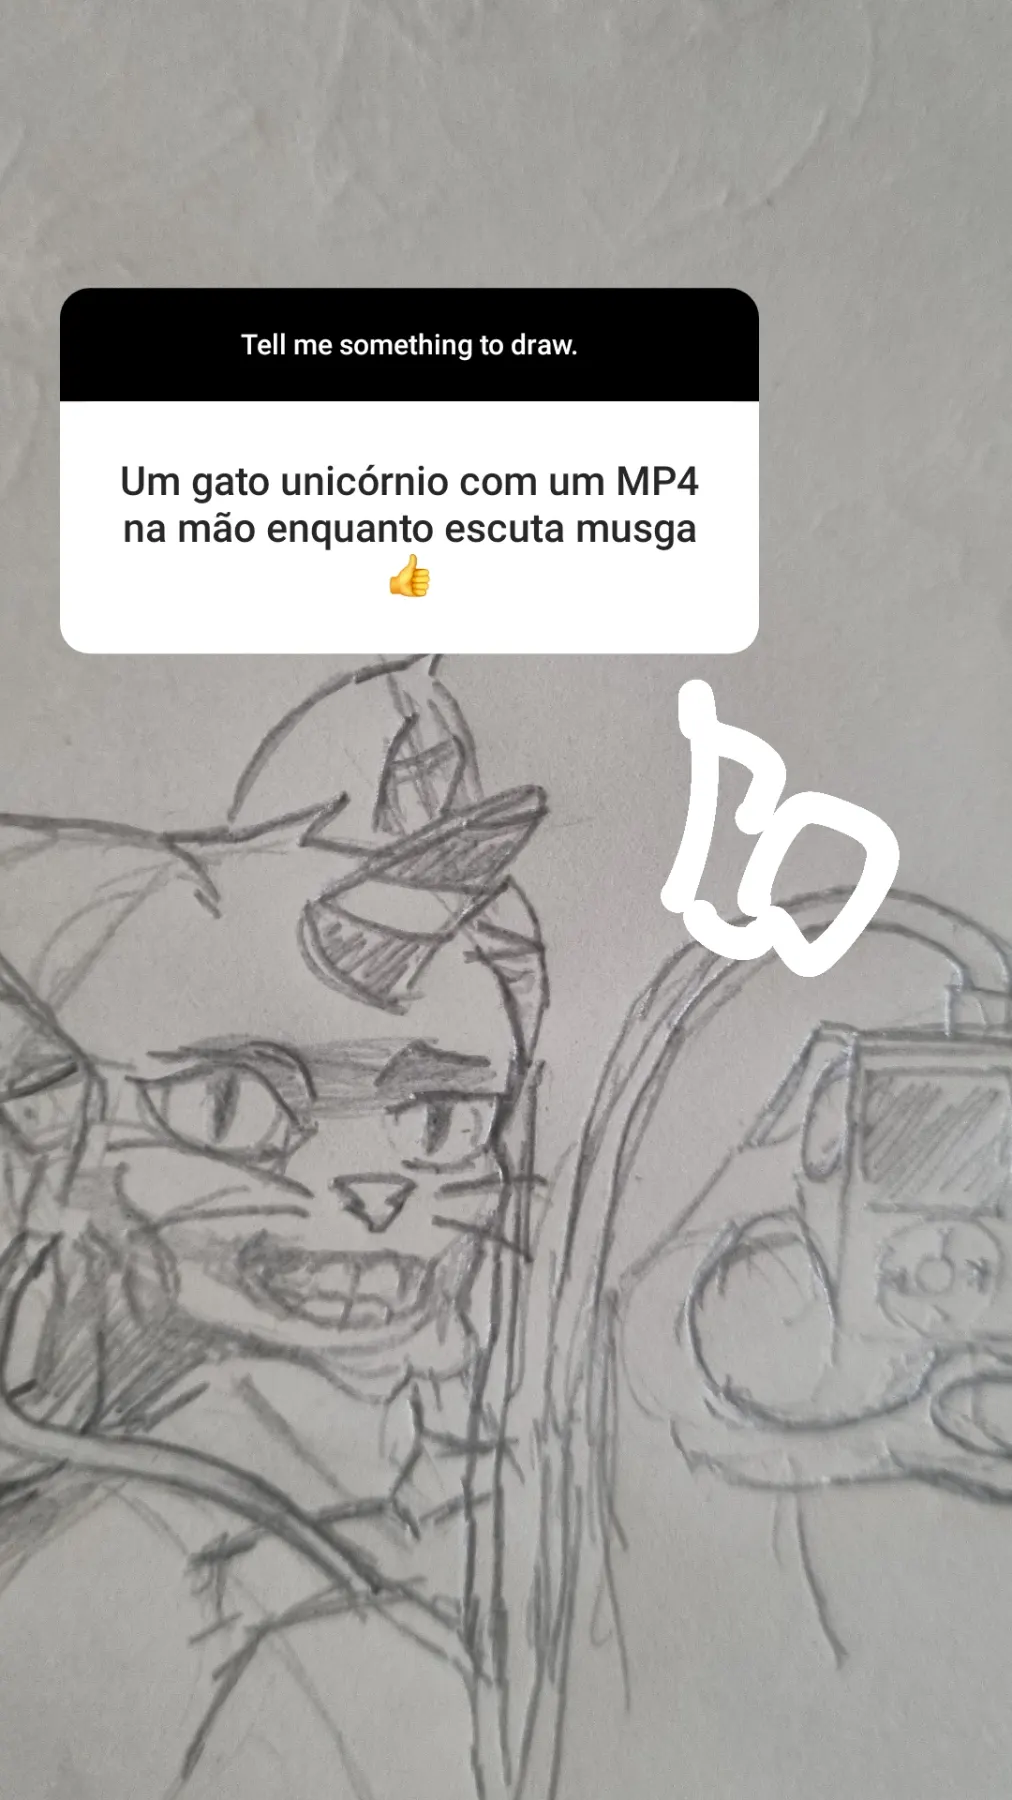 Tell me something to draw.
Um gato unicórnio com um MP4
na mão enquanto escuta musga
👍